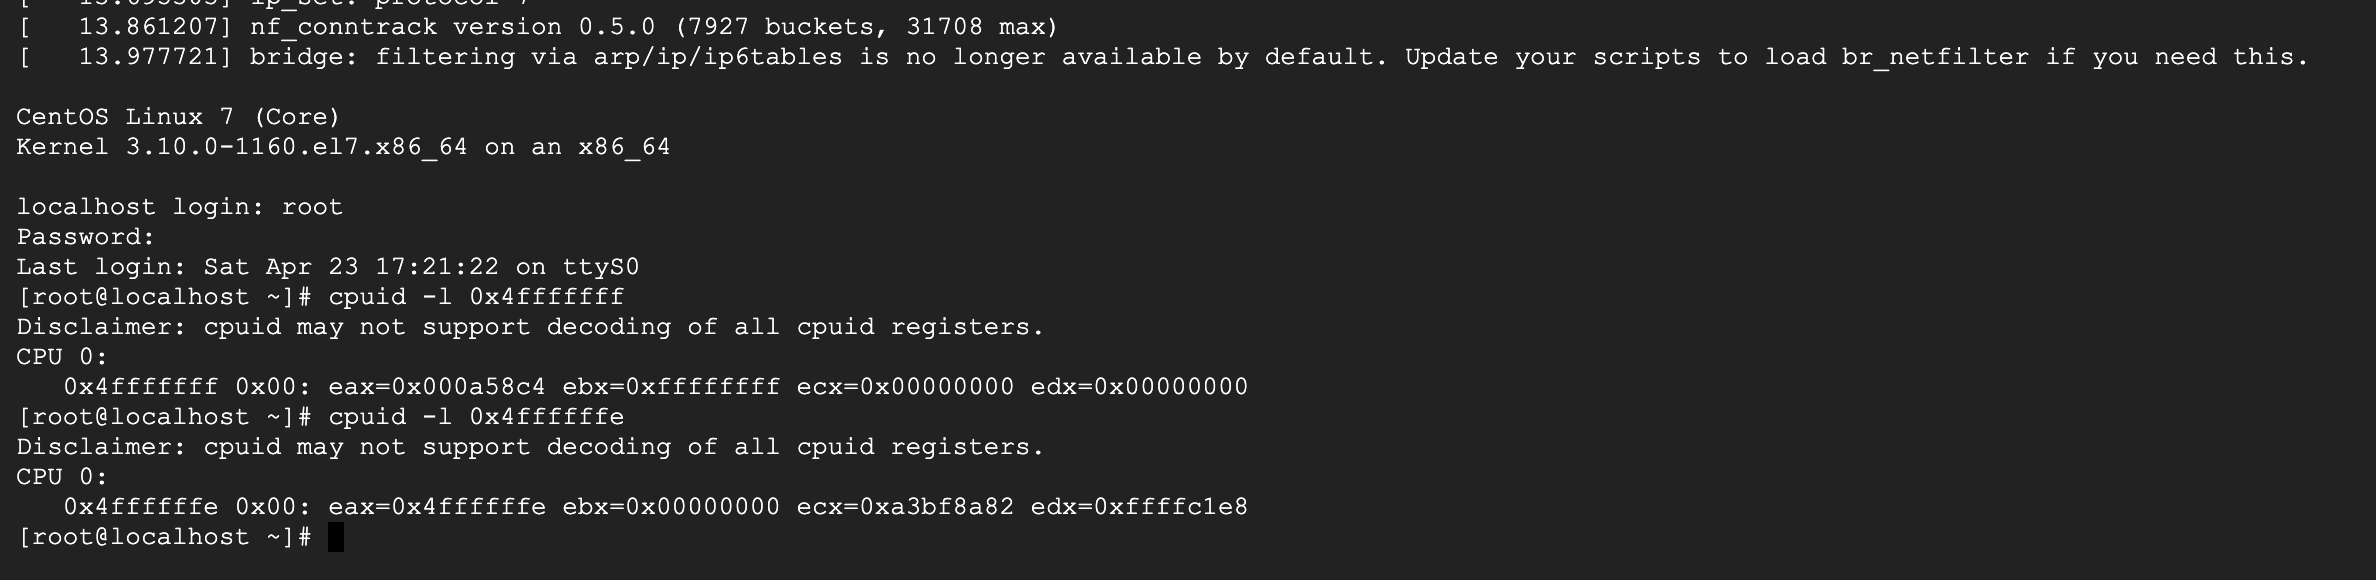 [   13.861207] nf_conntrack version 0.5.0 (7927 buckets, 31708 max)
[   13.977721] bridge: filtering via arp/ip/ip6tables is no longer available by default. Update your scripts to load br_netfilter if you need this.
CentOS Linux 7 (Core)
Kernel 3.10.0-1160.el7.x86_64 on an x86_64
localhost login: root
Password:
Last login: Sat Apr 23 17:21:22 on ttyS0
[root@localhost ~]# cpuid -l 0x4fffffff
Disclaimer: cpuid may not support decoding of all cpuid registers.
CPU 0:
   0x4fffffff 0x00: eax=0x000a58c4 ebx=0xffffffff ecx=0x00000000 edx=0x00000000
[root@localhost ~]# cpuid -l 0x4ffffffe
Disclaimer: cpuid may not support decoding of all cpuid registers.
CPU 0:
   0x4ffffffe 0x00: eax=0x4ffffffe ebx=0x00000000 ecx=0xa3bf8a82 edx=0xffffc1e8
[root@localhost ~]#